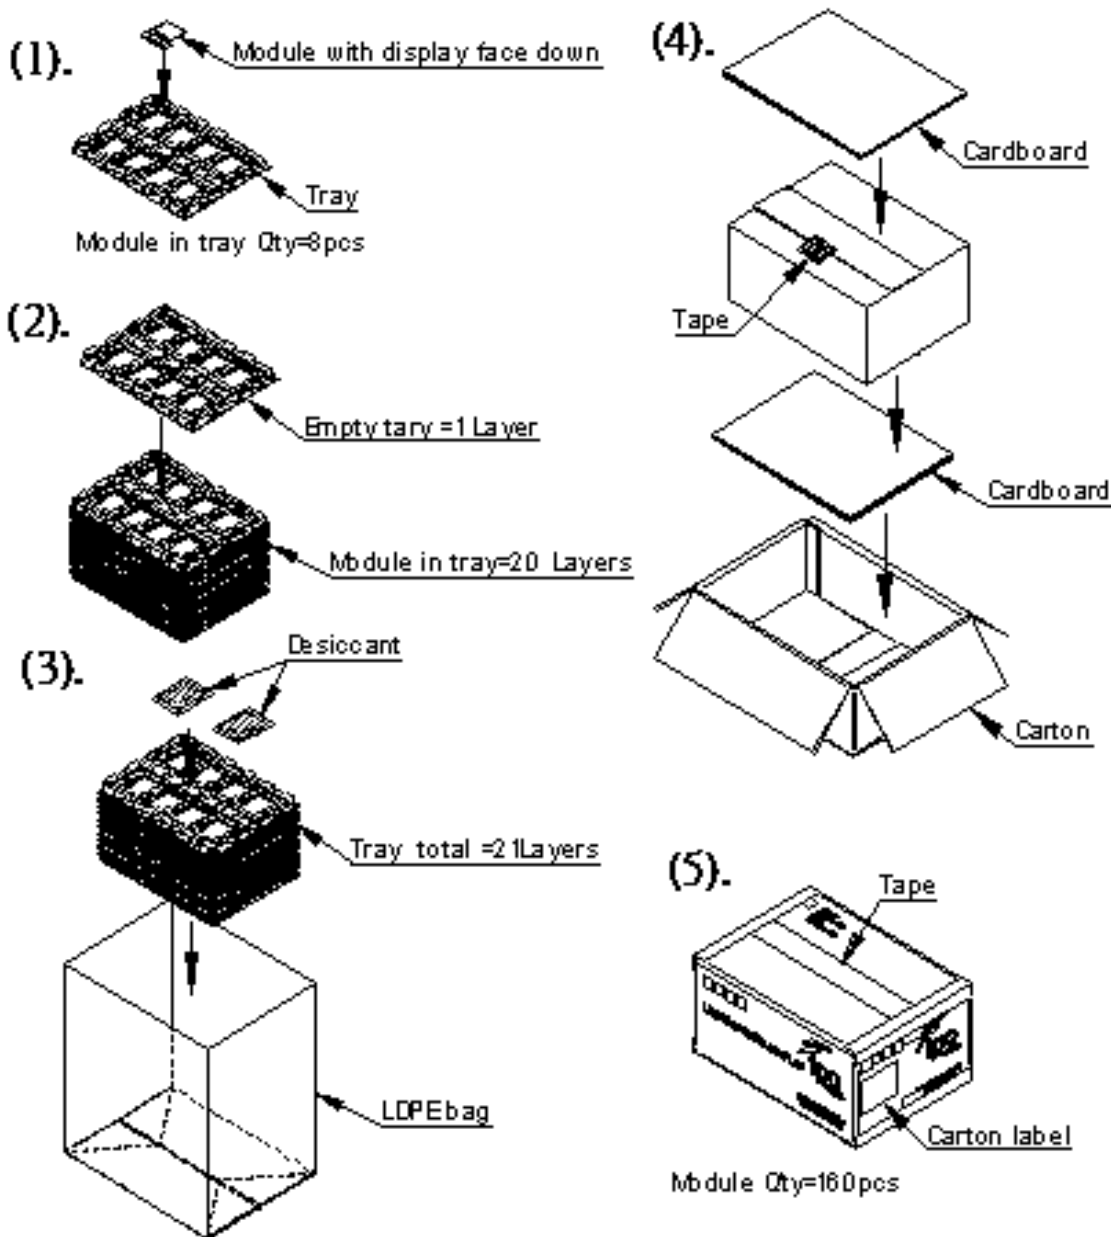 (1).
Module with display face down
Tray
Module in tray Qty=8pcs
(2).
Empty tary =1 Layer
Module in tray=20 Layers
(3).
Desiccant
Tray total =21Layers
LDPE bag
(4).
Cardboard
Tape
Cardboard
Carton
(5).
Tape
Carton label
Module Qty=160pcs